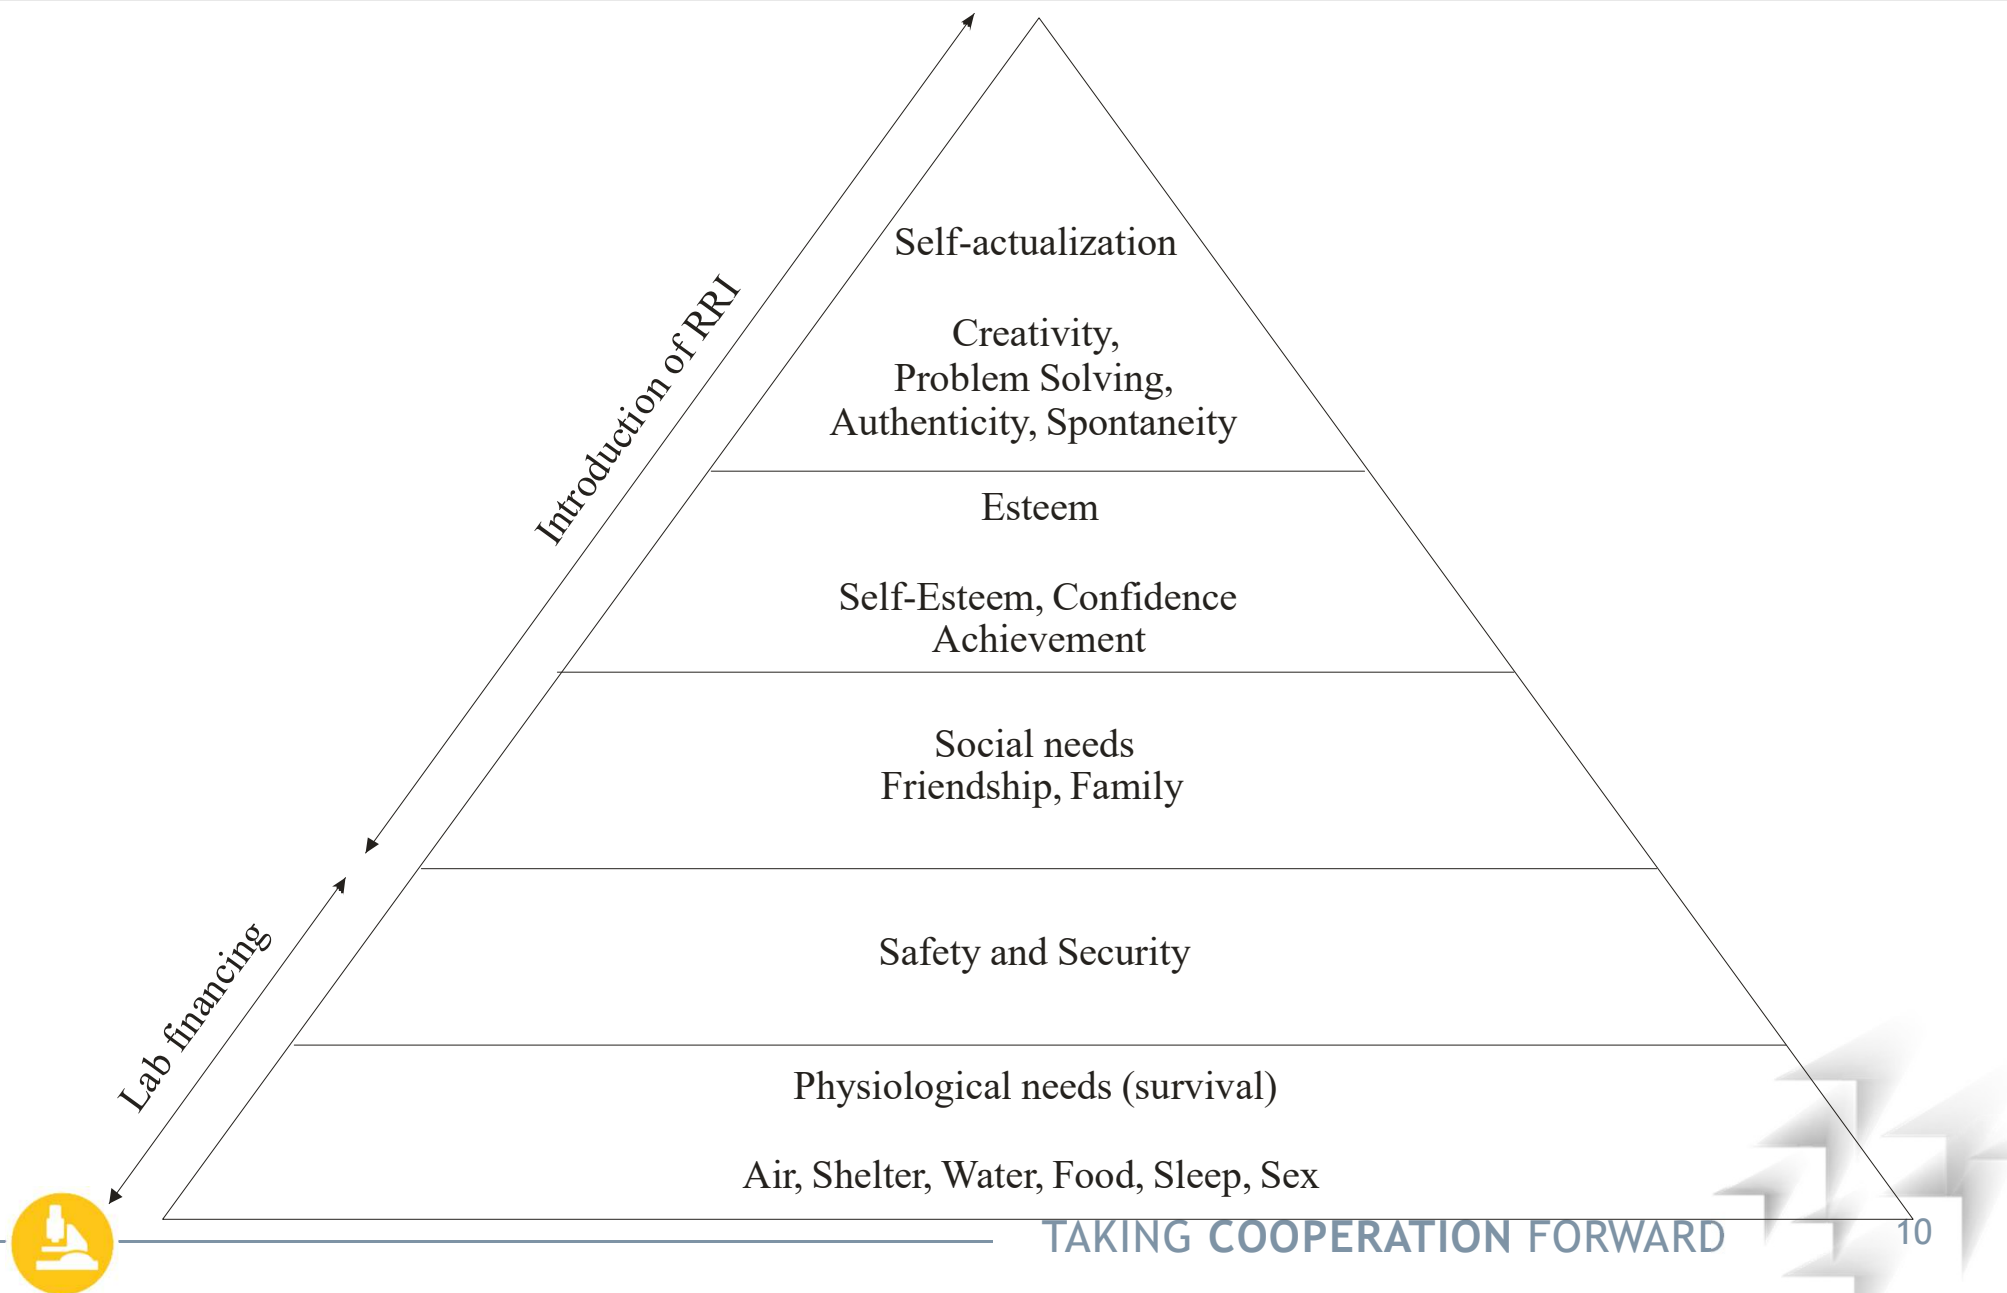 Self-actualization
Creativity,
Problem Solving,
Authenticity, Spontaneity
Introduction of RRI
Esteem
Self-Esteem, Confidence
Achievement
Social needs
Friendship, Family
Safety and Security
Lab financing
Physiological needs (survival)
Air, Shelter, Water, Food, Sleep, Sex
TAKING COOPERATION FORWARD
10